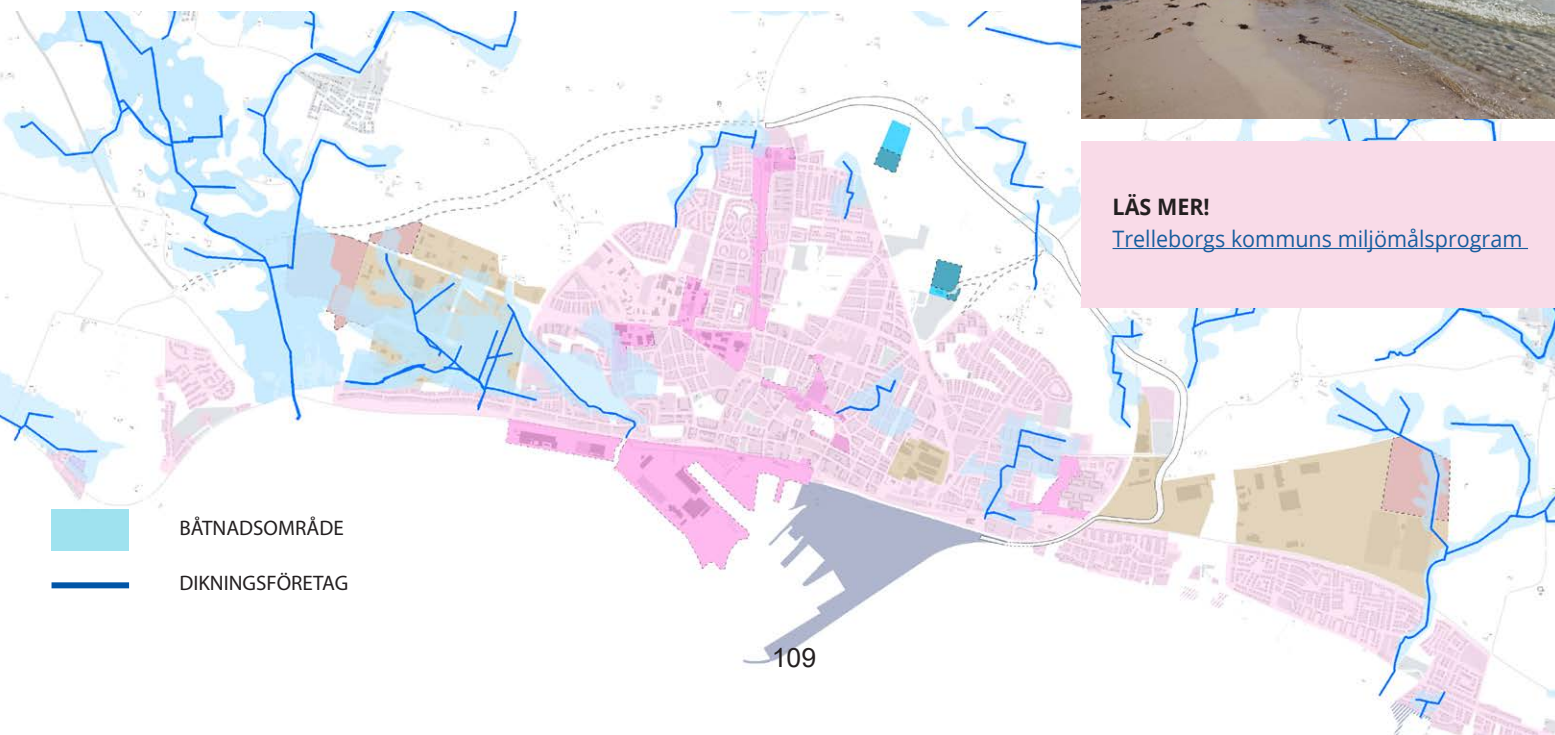 LÄS MER!
Trelleborgs kommuns miljömålsprogram
BÅTNADSOMRÅDE
DIKNINGSFÖRETAG
109